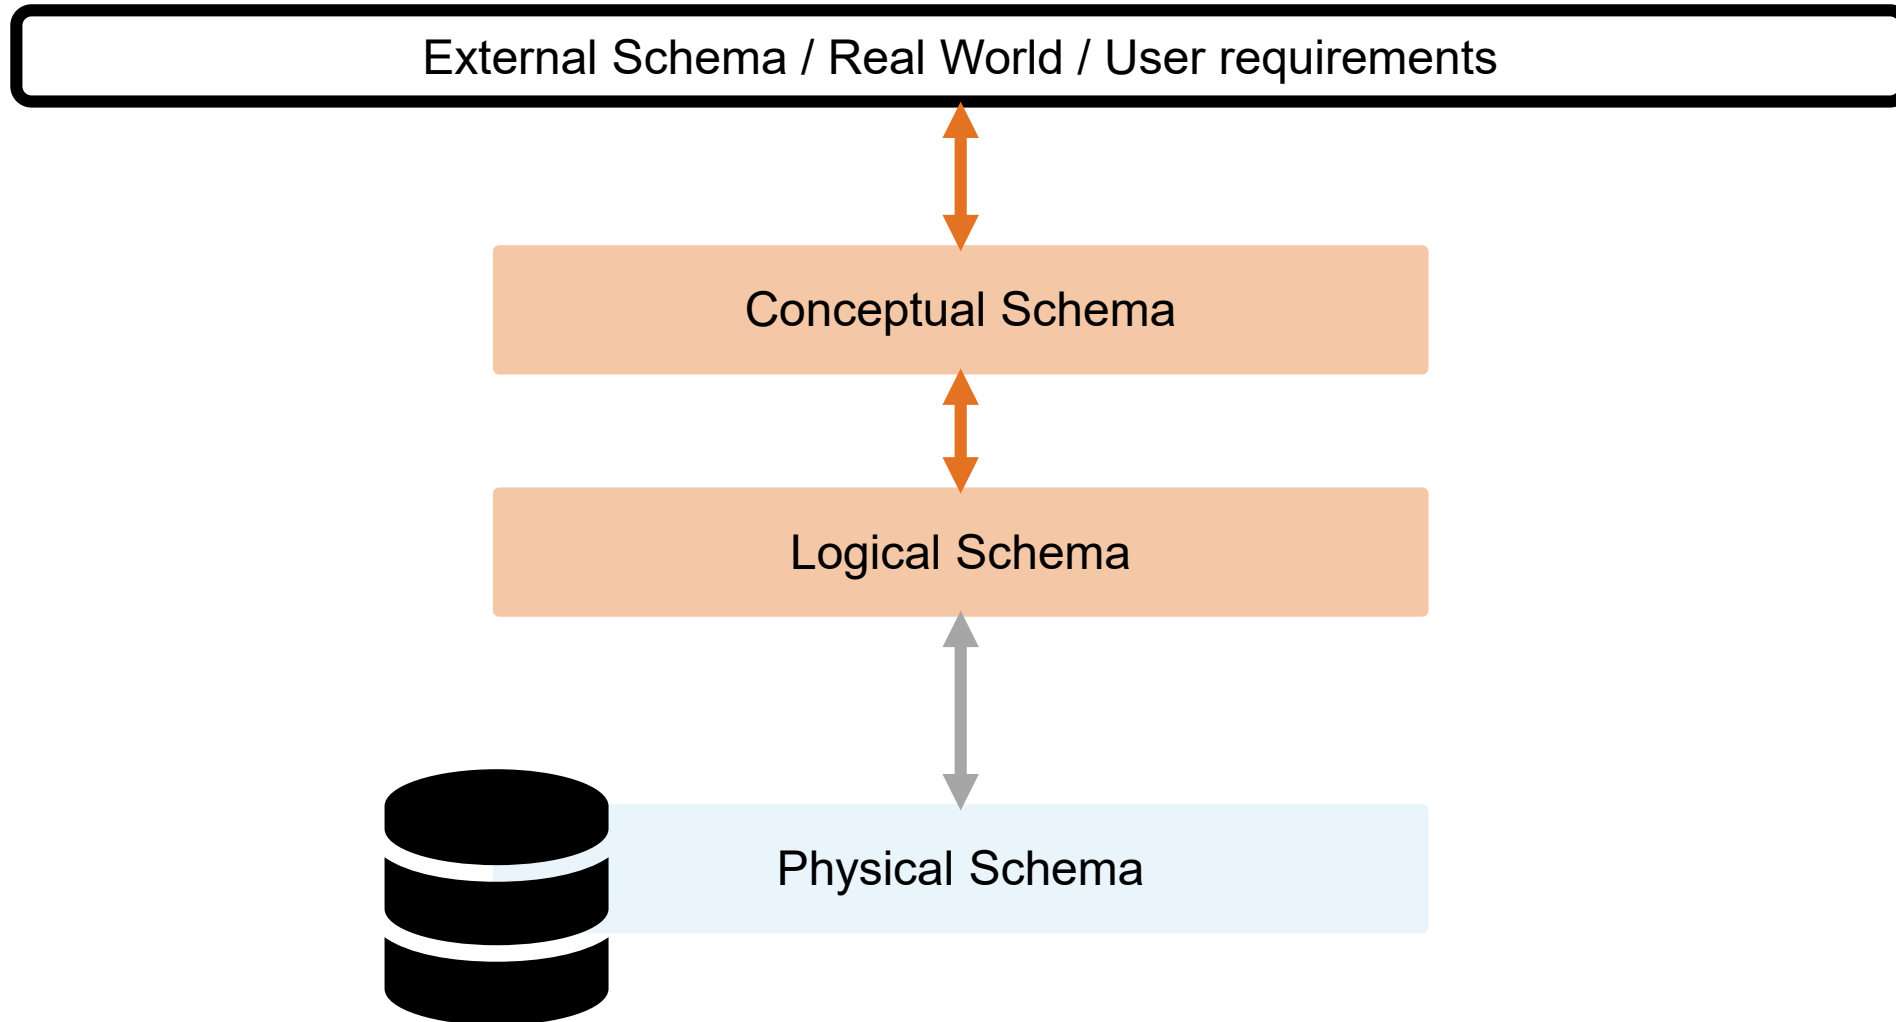 External Schema / Real World / User requirements
Conceptual Schema
Logical Schema
Physical Schema